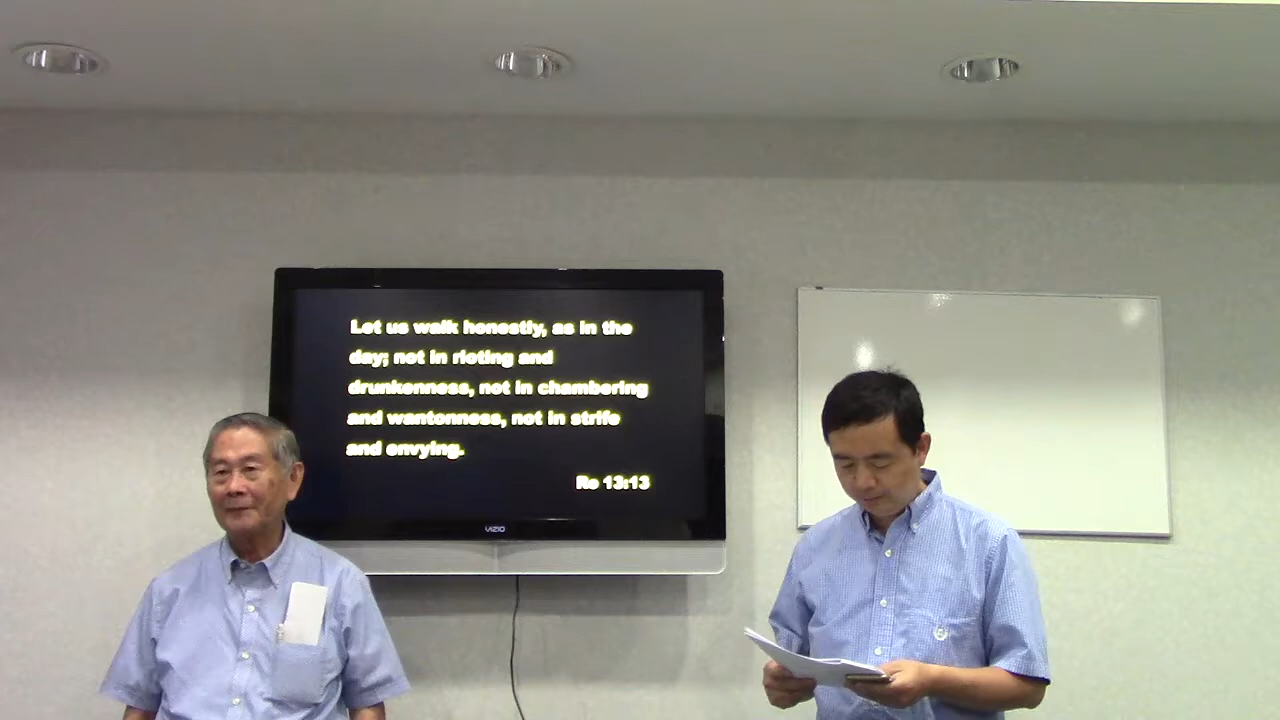 Let us walk honestly, as in the
day; not in rioting and
drunkenness, not in chambering
and wantonness, not in strife
and envying.
Ro 13:13
VIZIO